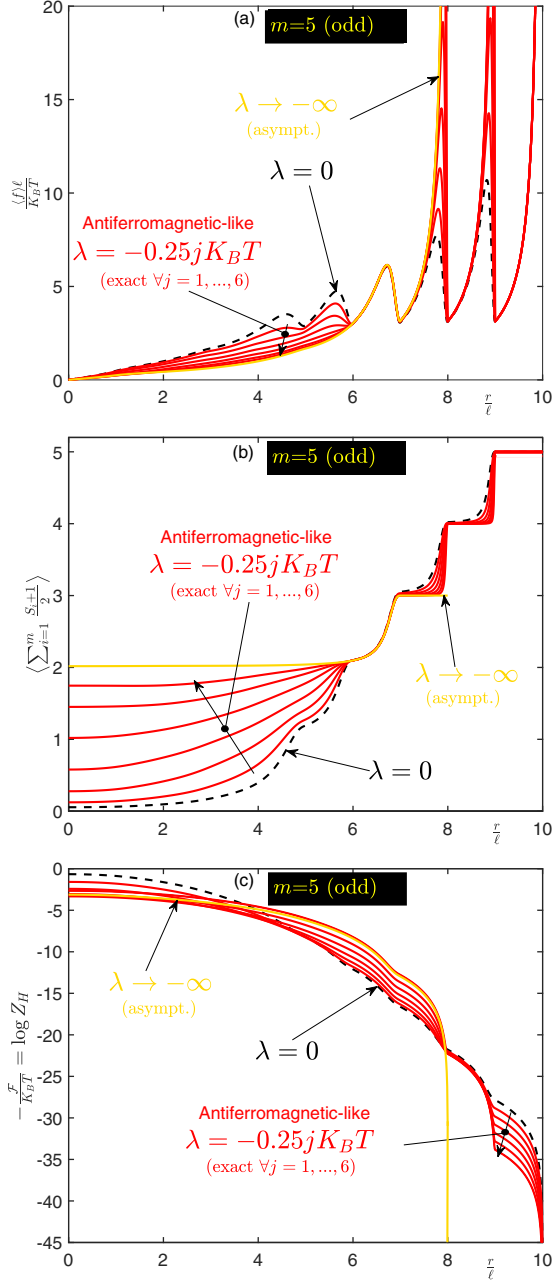 (a)
m=5 (odd)
λ → −∞
(asympt.)
λ = 0
Antiferromagnetic-like
λ = −0.25jK_BT
(exact ∀j = 1, ..., 6)
⟨f⟩ℓ / K_BT
20
15
10
5
0
0 2 4 6 r/ℓ 8 10
(b)
m=5 (odd)
Antiferromagnetic-like
λ = −0.25jK_BT
(exact ∀j = 1, ..., 6)
λ → −∞
(asympt.)
λ = 0
⟨∑_{i=1}^{m} (S_i+1)/2⟩
5
4
3
2
1
0
0 2 4 6 8 r/ℓ 10
(c)
m=5 (odd)
λ → −∞
(asympt.)
λ = 0
Antiferromagnetic-like
λ = −0.25jK_BT
(exact ∀j = 1, ..., 6)
−ℱ/K_BT = log Z_H
0
-5
-10
-15
-20
-25
-30
-35
-40
-45
0 2 4 6 8 r/ℓ 10